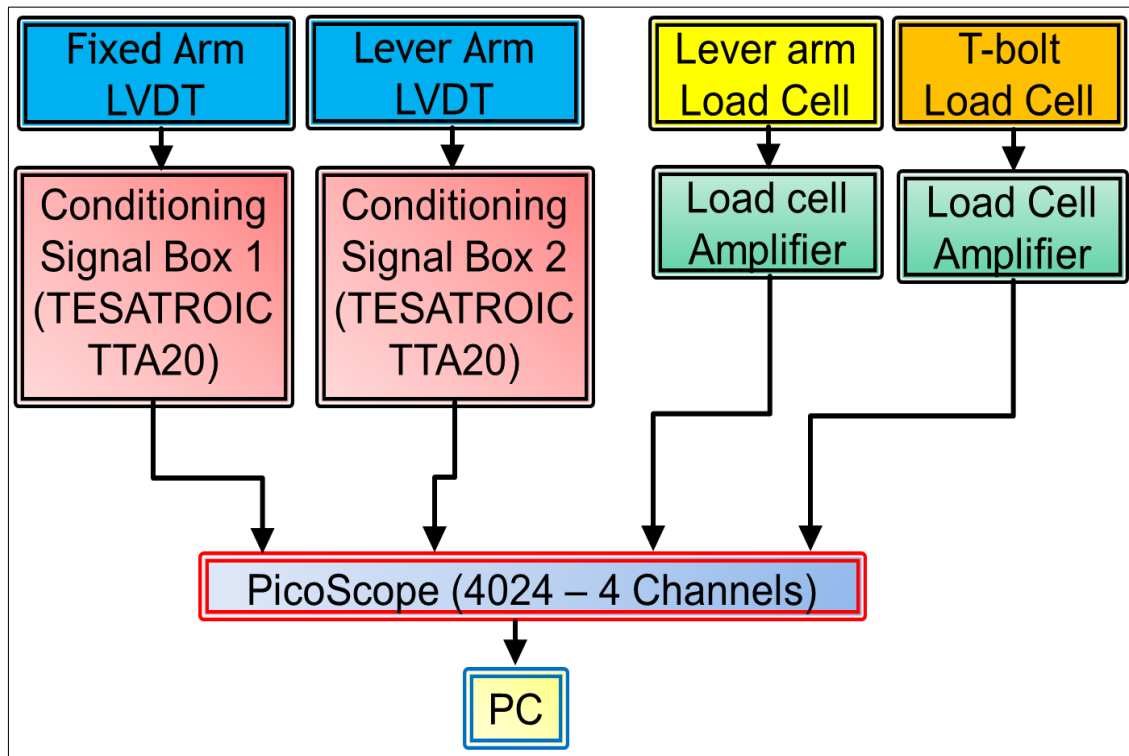 Fixed Arm
LVDT
Lever Arm
LVDT
Lever arm
Load Cell
T-bolt
Load Cell
Conditioning
Signal Box 1
(TESATROIC
TTA20)
Conditioning
Signal Box 2
(TESATROIC
TTA20)
Load cell
Amplifier
Load Cell
Amplifier
PicoScope (4024 – 4 Channels)
PC